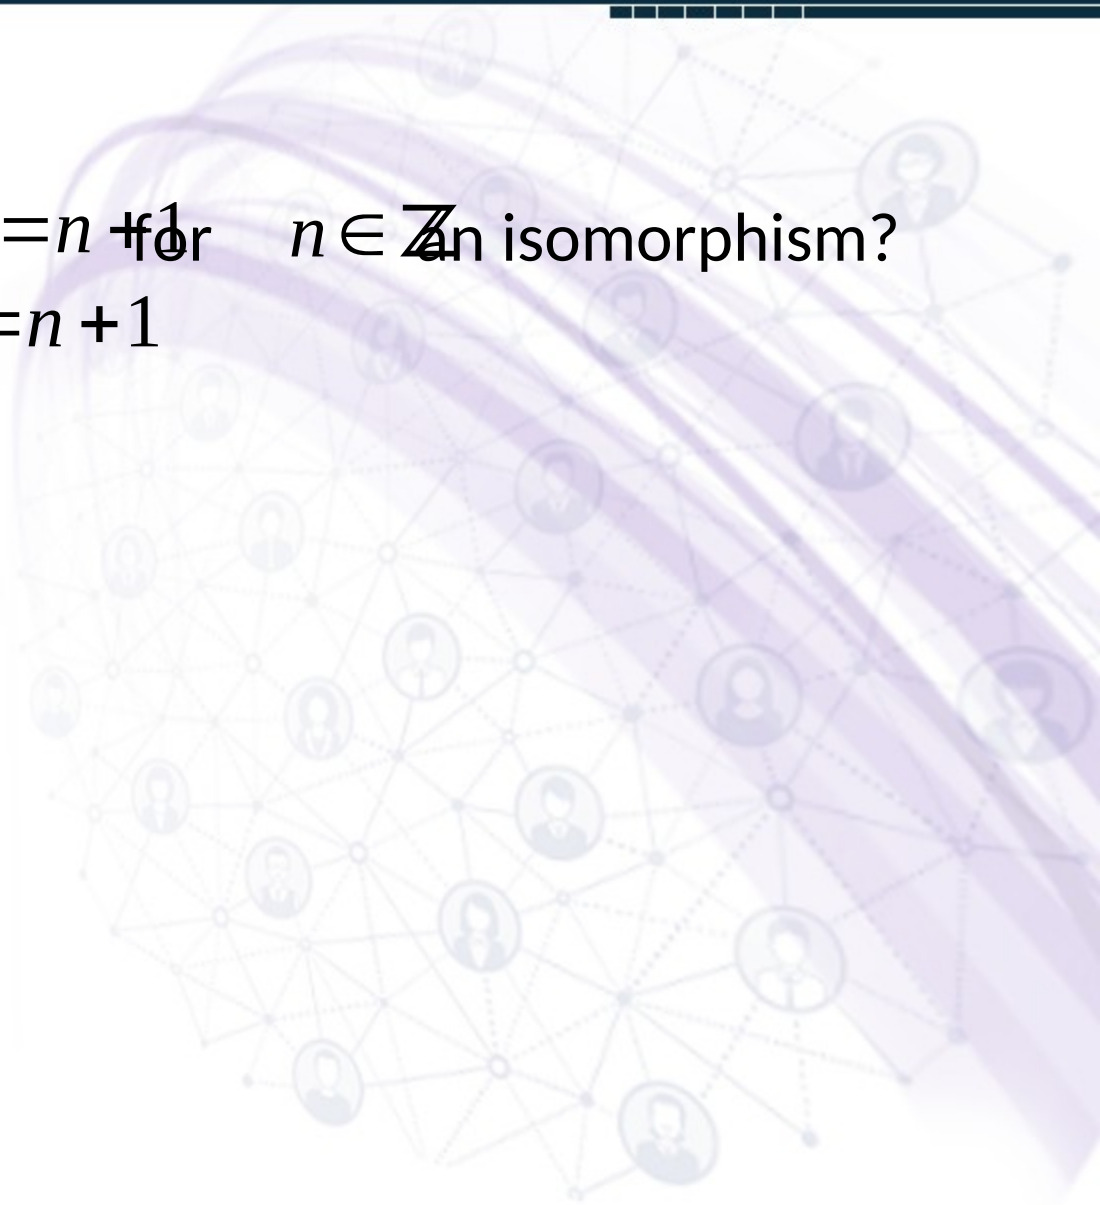 =n +1 for n ∈ ℤ an isomorphism?
=n +1